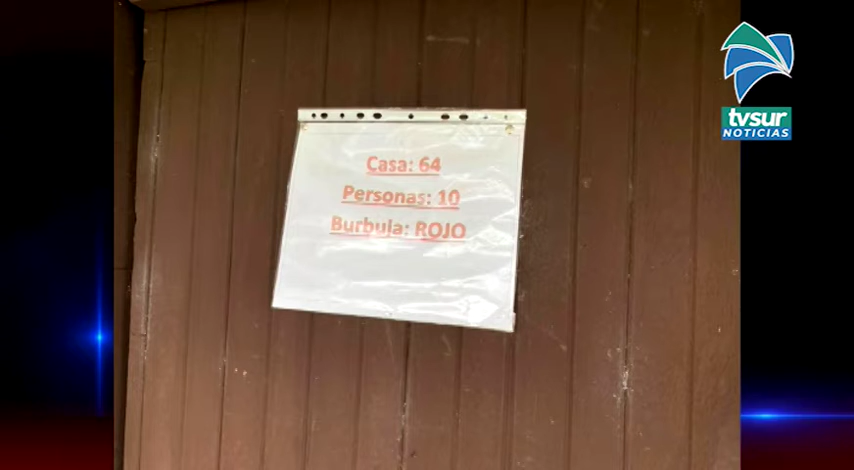 Casa: 64
Personas: 10
Burbuja: ROJO
tvsur
NOTICIAS